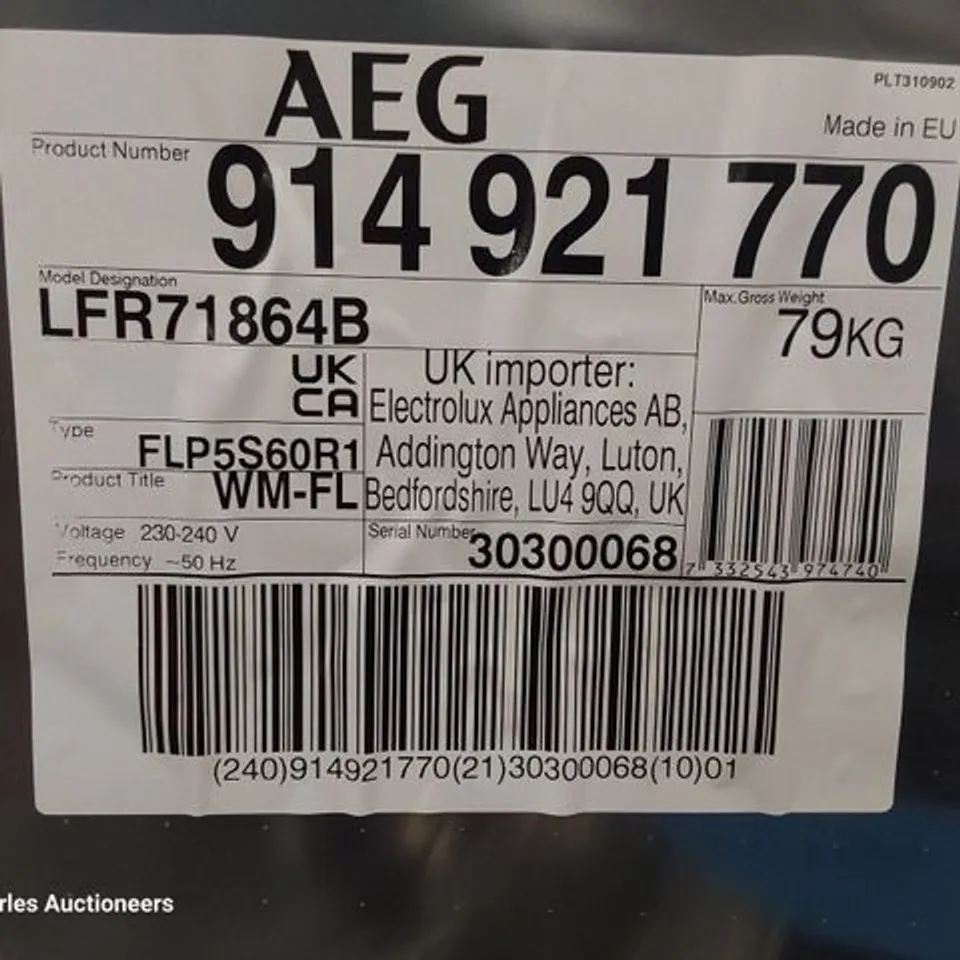 AEG
PLT310902
Made in EU
Product Number
914 921 770
Model Designation
LFR71864B
Max.Gross Weight
79KG
UK
CA
UK importer:
Electrolux Appliances AB,
Addington Way, Luton,
Bedfordshire, LU4 9QQ, UK
Type
FLP5S60R1
Product Title
WM-FL
Voltage 230-240 V
Frequency ~50 Hz
Serial Number
30300068
7 332543 974740
(240)914921770(21)30300068(10)01
rles Auctioneers